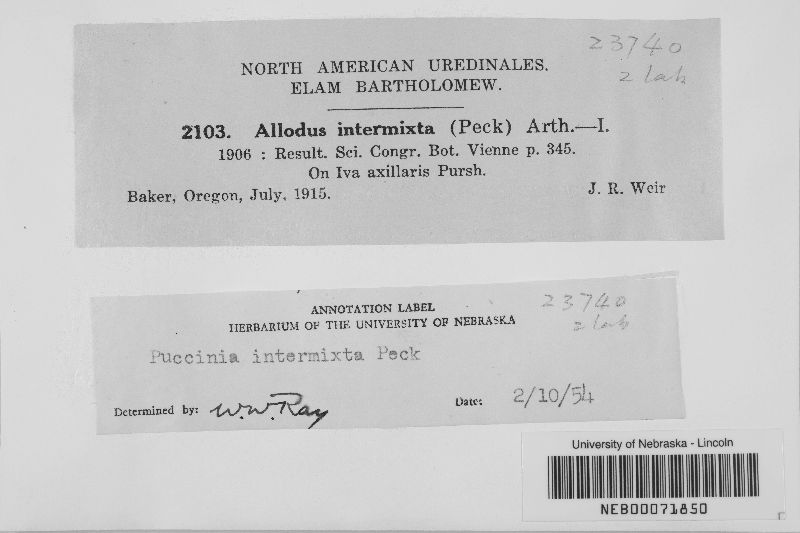 23740
2 lab
NORTH AMERICAN UREDINALES.
ELAM BARTHOLOMEW.
2103. Allodus intermixta (Peck) Arth.—I.
1906 : Result. Sci. Congr. Bot. Vienne p. 345.
On Iva axillaris Pursh.
Baker, Oregon, July, 1915. J. R. Weir
ANNOTATION LABEL
HERBARIUM OF THE UNIVERSITY OF NEBRASKA
23740
2 lab
Puccinia intermixta Peck
Determined by: W.W. Ray Date: 2/10/54
University of Nebraska - Lincoln
NEB00071850